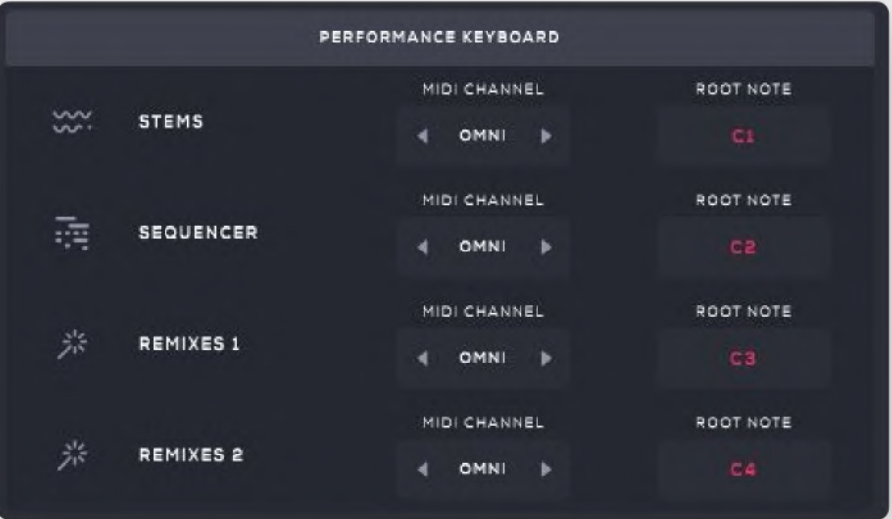 PERFORMANCE KEYBOARD
MIDI CHANNEL ROOT NOTE
STEMS OMNI C1
MIDI CHANNEL ROOT NOTE
SEQUENCER OMNI C2
MIDI CHANNEL ROOT NOTE
REMIXES 1 OMNI C3
MIDI CHANNEL ROOT NOTE
REMIXES 2 OMNI C4